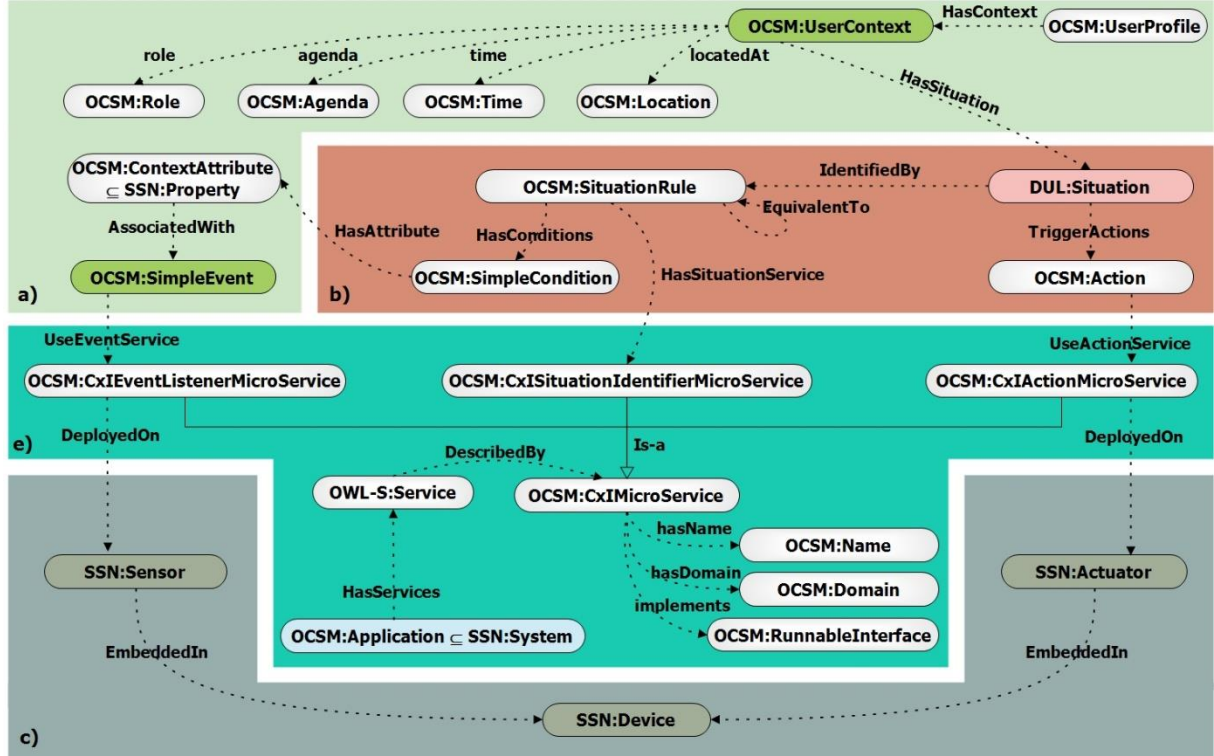 HasContext
OCSM:UserContext
OCSM:UserProfile
role
agenda
time
locatedAt
HasSituation
OCSM:Role
OCSM:Agenda
OCSM:Time
OCSM:Location
OCSM:ContextAttribute
⊆ SSN:Property
OCSM:SituationRule
IdentifiedBy
DUL:Situation
EquivalentTo
AssociatedWith
HasAttribute
HasConditions
TriggerActions
OCSM:SimpleEvent
OCSM:SimpleCondition
HasSituationService
OCSM:Action
a)
b)
UseEventService
UseActionService
OCSM:CxIEventListenerMicroService
OCSM:CxISituationIdentifierMicroService
OCSM:CxIActionMicroService
e)
DeployedOn
Is-a
DeployedOn
DescribedBy
OWL-S:Service
OCSM:CxIMicroService
hasName
OCSM:Name
SSN:Sensor
hasDomain
OCSM:Domain
SSN:Actuator
HasServices
implements
OCSM:Application ⊆ SSN:System
OCSM:RunnableInterface
EmbeddedIn
EmbeddedIn
SSN:Device
c)